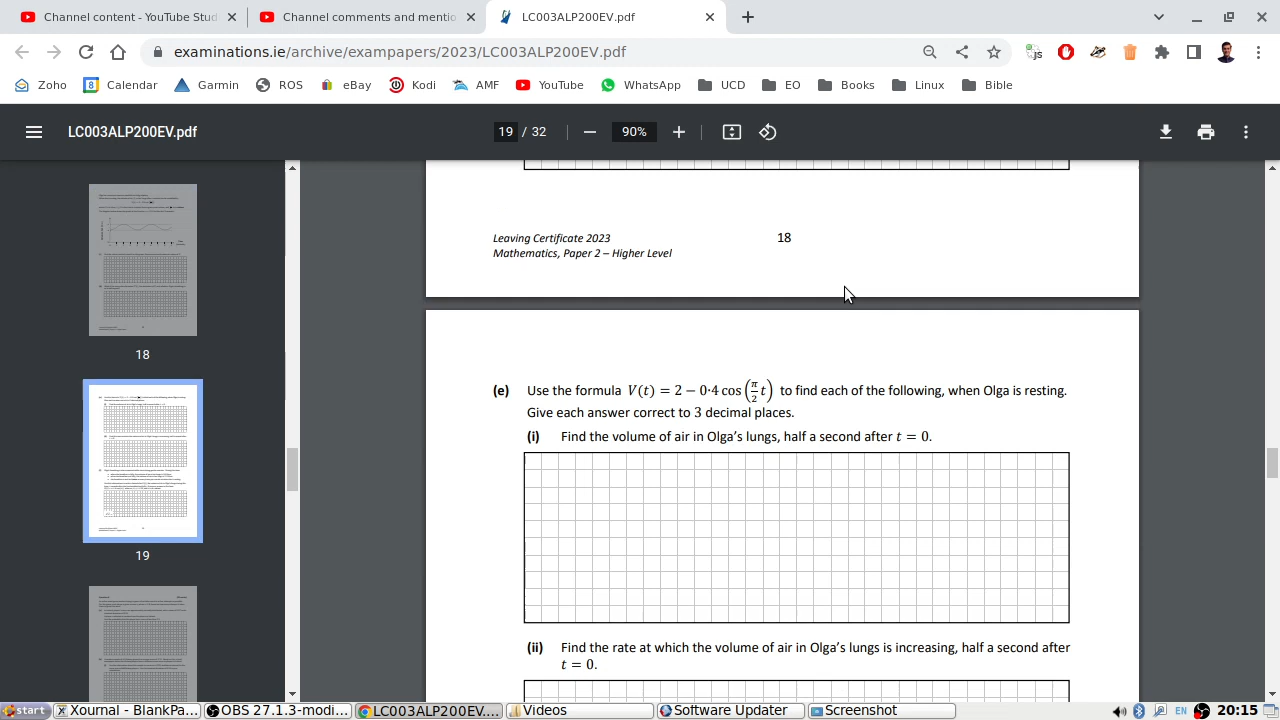 Channel content - YouTube Stud
Channel comments and mentio
LC003ALP200EV.pdf
examinations.ie/archive/exampapers/2023/LC003ALP200EV.pdf
Zoho
Calendar
Garmin
ROS
eBay
Kodi
AMF
YouTube
WhatsApp
UCD
EO
Books
Linux
Bible
LC003ALP200EV.pdf
19 / 32
90%
18
19
Leaving Certificate 2023
18
Mathematics, Paper 2 – Higher Level
(e) Use the formula V(t) = 2 − 0·4 cos(π/2 t) to find each of the following, when Olga is resting.
Give each answer correct to 3 decimal places.
(i) Find the volume of air in Olga's lungs, half a second after t = 0.
(ii) Find the rate at which the volume of air in Olga's lungs is increasing, half a second after
t = 0.
start
Xournal - BlankPa...
OBS 27.1.3-modi...
LC003ALP200EV....
Videos
Software Updater
Screenshot
EN
20:15